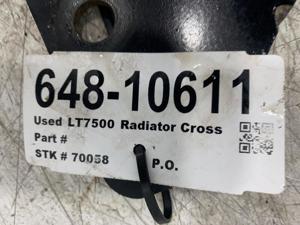 648-10611
Used LT7500 Radiator Cross
Part #
STK # 70058
P.O.